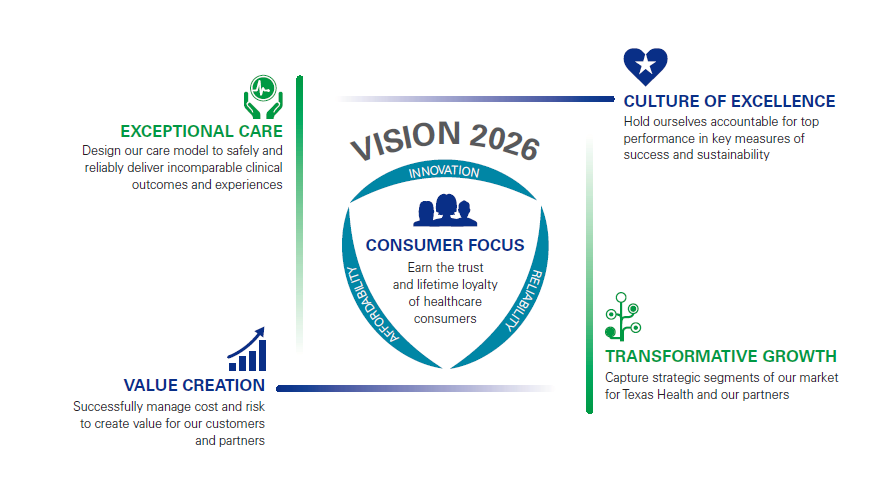 EXCEPTIONAL CARE
Design our care model to safely and
reliably deliver incomparable clinical
outcomes and experiences
CULTURE OF EXCELLENCE
Hold ourselves accountable for top
performance in key measures of
success and sustainability
VISION 2026
INNOVATION
CONSUMER FOCUS
Earn the trust
and lifetime loyalty
of healthcare
consumers
AFFORDABILITY
RELIABILITY
VALUE CREATION
Successfully manage cost and risk
to create value for our customers
and partners
TRANSFORMATIVE GROWTH
Capture strategic segments of our market
for Texas Health and our partners